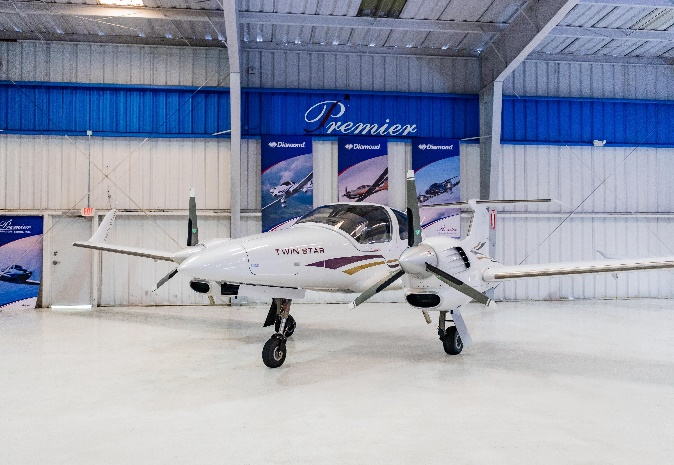 Premier
Diamond
Diamond
Diamond
Premier
TWIN STAR